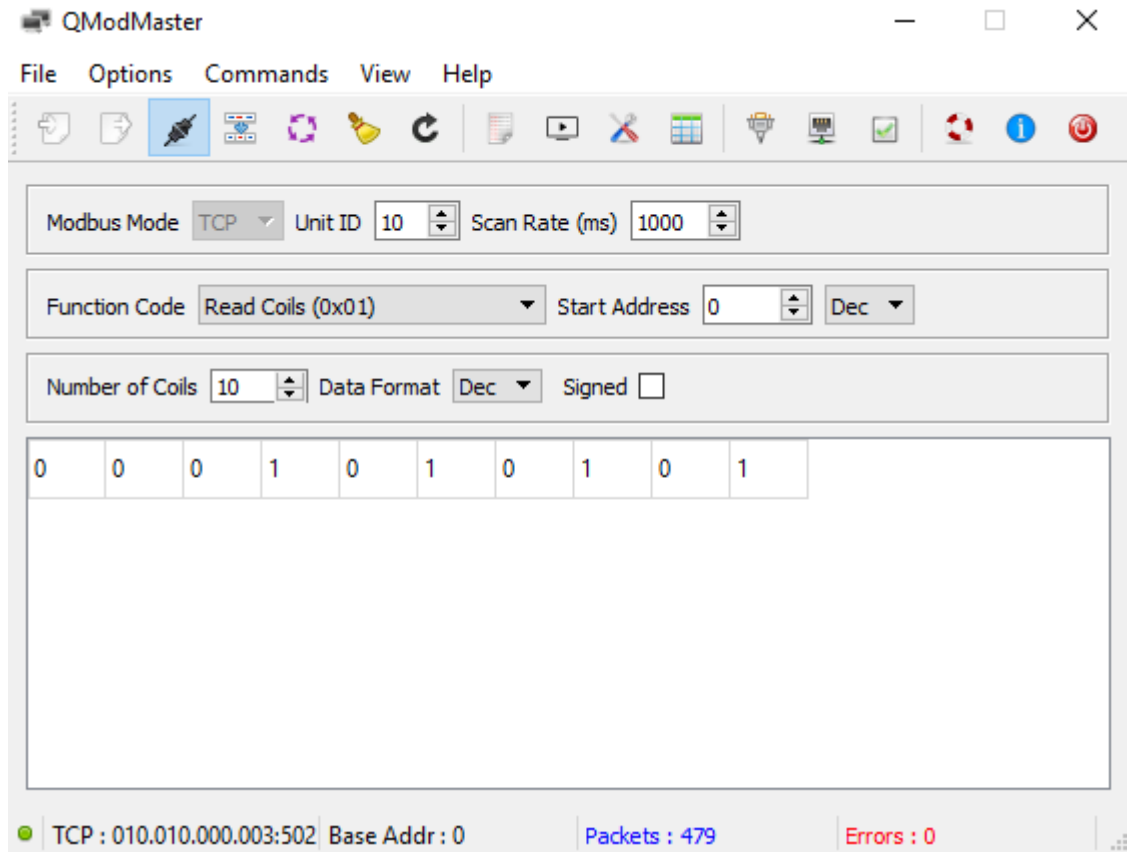 QModMaster
File Options Commands View Help
Modbus Mode TCP Unit ID 10 Scan Rate (ms) 1000
Function Code Read Coils (0x01) Start Address 0 Dec
Number of Coils 10 Data Format Dec Signed
0 0 0 1 0 1 0 1 0 1
TCP : 010.010.000.003:502 Base Addr : 0 Packets : 479 Errors : 0